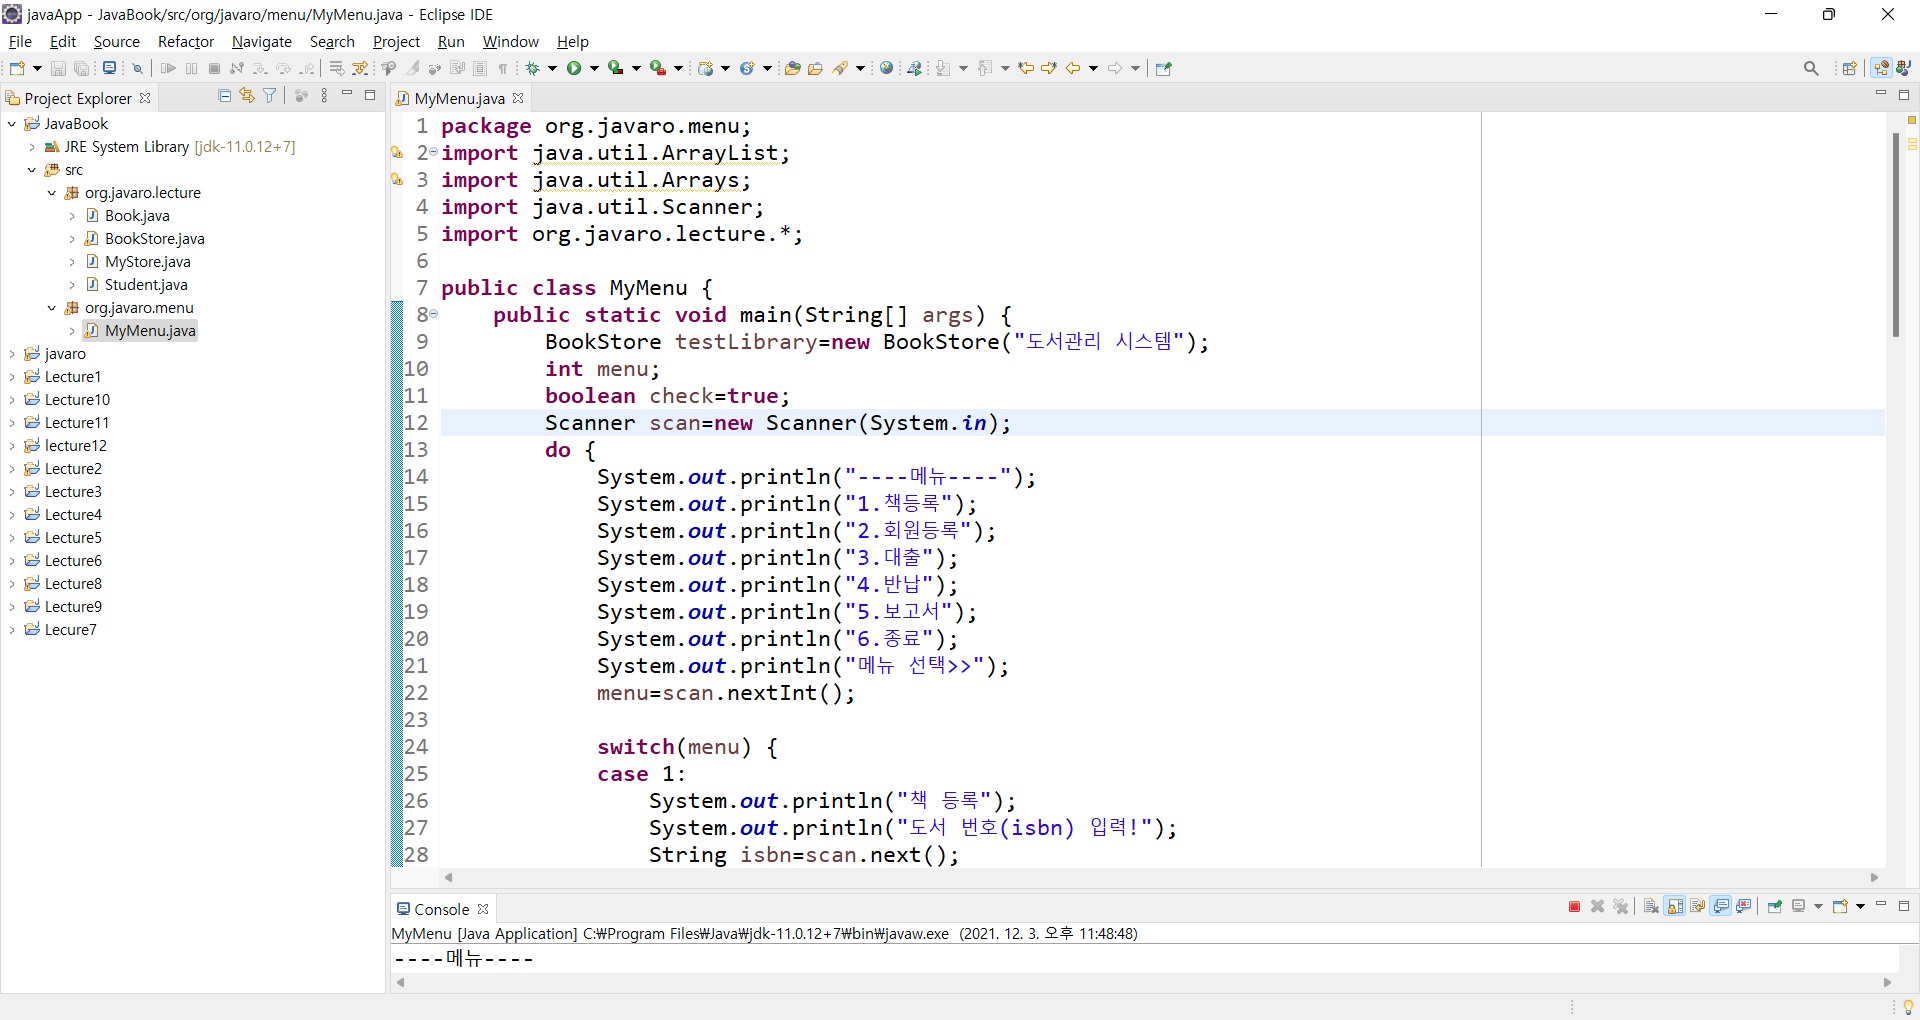 javaApp - JavaBook/src/org/javaro/menu/MyMenu.java - Eclipse IDE
File Edit Source Refactor Navigate Search Project Run Window Help
Project Explorer
JavaBook
JRE System Library [jdk-11.0.12+7]
src
org.javaro.lecture
Book.java
BookStore.java
MyStore.java
Student.java
org.javaro.menu
MyMenu.java
javaro
Lecture1
Lecture10
Lecture11
lecture12
Lecture2
Lecture3
Lecture4
Lecture5
Lecture6
Lecture8
Lecture9
Lecure7
MyMenu.java
1 package org.javaro.menu;
2 import java.util.ArrayList;
3 import java.util.Arrays;
4 import java.util.Scanner;
5 import org.javaro.lecture.*;
6
7 public class MyMenu {
8 public static void main(String[] args) {
9 BookStore testLibrary=new BookStore("도서관리 시스템");
10 int menu;
11 boolean check=true;
12 Scanner scan=new Scanner(System.in);
13 do {
14 System.out.println("----메뉴----");
15 System.out.println("1.책등록");
16 System.out.println("2.회원등록");
17 System.out.println("3.대출");
18 System.out.println("4.반납");
19 System.out.println("5.보고서");
20 System.out.println("6.종료");
21 System.out.println("메뉴 선택>>");
22 menu=scan.nextInt();
23
24 switch(menu) {
25 case 1:
26 System.out.println("책 등록");
27 System.out.println("도서 번호(isbn) 입력!");
28 String isbn=scan.next();
Console
MyMenu [Java Application] C:₩Program Files₩Java₩jdk-11.0.12+7₩bin₩javaw.exe (2021. 12. 3. 오후 11:48:48)
----메뉴----